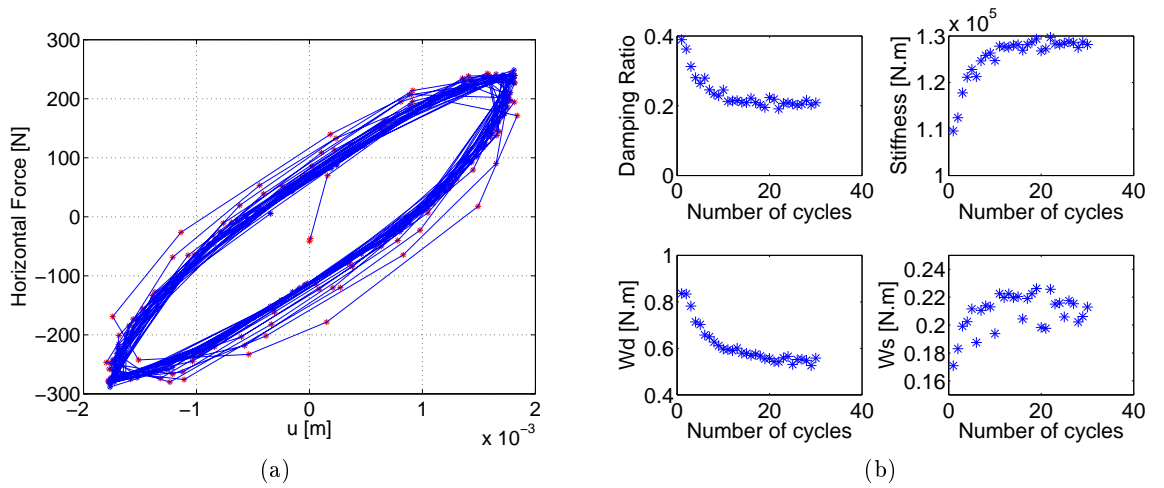 300
200
100
0
−100
−200
−300
−2
−1
0
1
2
x 10⁻³
u [m]
Horizontal Force [N]
(a)
0.4
0.2
0
0
20
40
Number of cycles
Damping Ratio
x 10⁵
1.3
1.2
1.1
1
0
20
40
Number of cycles
Stiffness [N.m]
1
0.8
0.6
0.4
0
20
40
Number of cycles
Wd [N.m]
0.24
0.22
0.2
0.18
0.16
0
20
40
Number of cycles
Ws [N.m]
(b)